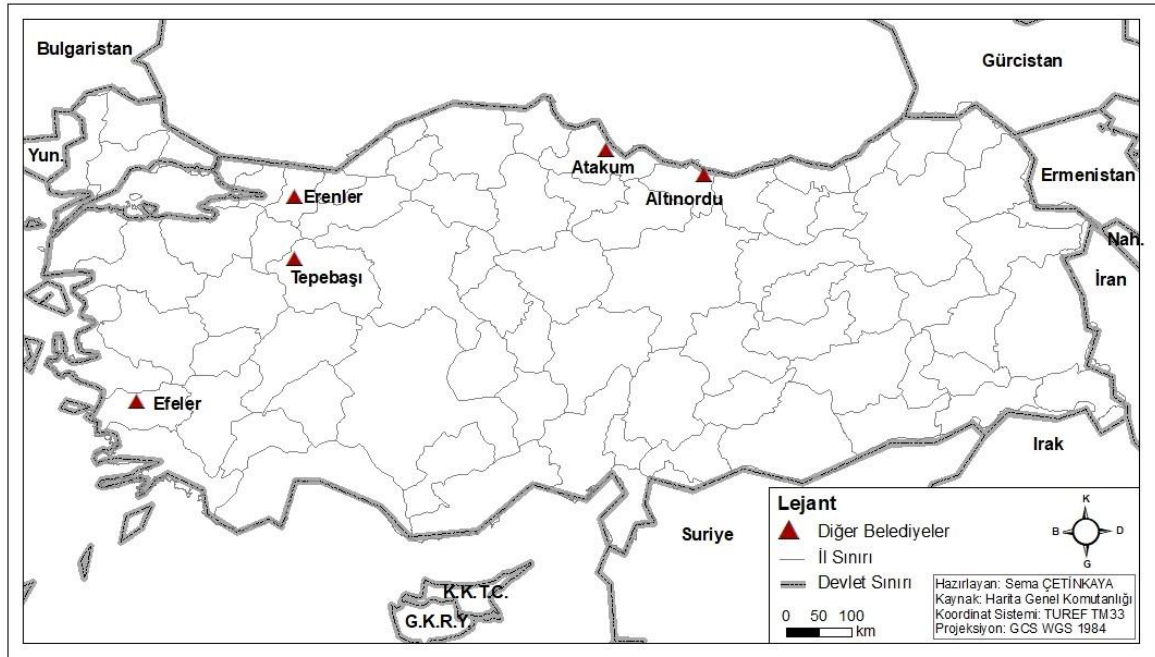 Bulgaristan
Gürcistan
Yun.
Atakum
Ermenistan
Erenler
Altınordu
Nah.
Tepebaşı
İran
Efeler
Irak
Suriye
K.K.T.C.
G.K.R.Y.
Lejant
Diğer Belediyeler
İl Sınırı
Devlet Sınırı
0 50 100
km
K
B D
G
Hazırlayan: Sema ÇETİNKAYA
Kaynak: Harita Genel Komutanlığı
Koordinat Sistemi: TUREF TM33
Projeksiyon: GCS WGS 1984